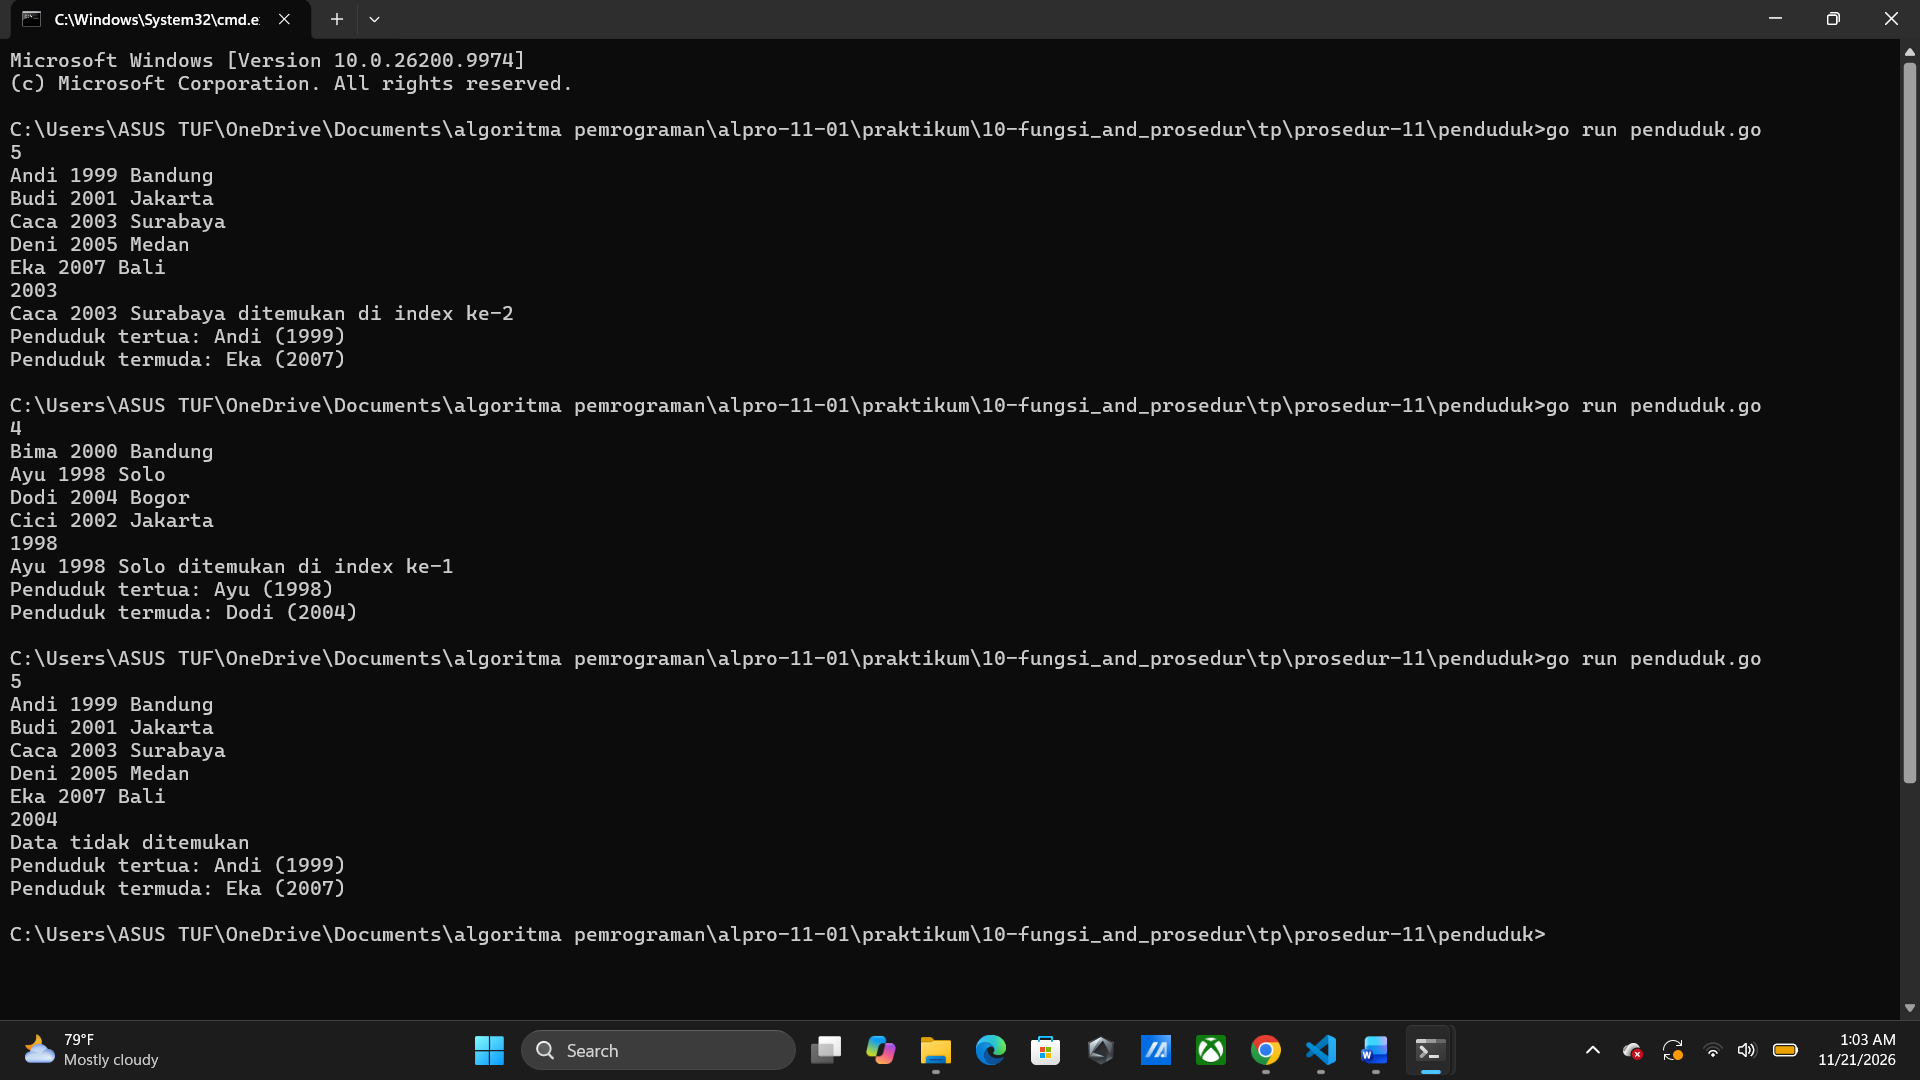 C:\Windows\System32\cmd.e
Microsoft Windows [Version 10.0.26200.9974]
(c) Microsoft Corporation. All rights reserved.
C:\Users\ASUS TUF\OneDrive\Documents\algoritma pemrograman\alpro-11-01\praktikum\10-fungsi_and_prosedur\tp\prosedur-11\penduduk>go run penduduk.go
5
Andi 1999 Bandung
Budi 2001 Jakarta
Caca 2003 Surabaya
Deni 2005 Medan
Eka 2007 Bali
2003
Caca 2003 Surabaya ditemukan di index ke-2
Penduduk tertua: Andi (1999)
Penduduk termuda: Eka (2007)
C:\Users\ASUS TUF\OneDrive\Documents\algoritma pemrograman\alpro-11-01\praktikum\10-fungsi_and_prosedur\tp\prosedur-11\penduduk>go run penduduk.go
4
Bima 2000 Bandung
Ayu 1998 Solo
Dodi 2004 Bogor
Cici 2002 Jakarta
1998
Ayu 1998 Solo ditemukan di index ke-1
Penduduk tertua: Ayu (1998)
Penduduk termuda: Dodi (2004)
C:\Users\ASUS TUF\OneDrive\Documents\algoritma pemrograman\alpro-11-01\praktikum\10-fungsi_and_prosedur\tp\prosedur-11\penduduk>go run penduduk.go
5
Andi 1999 Bandung
Budi 2001 Jakarta
Caca 2003 Surabaya
Deni 2005 Medan
Eka 2007 Bali
2004
Data tidak ditemukan
Penduduk tertua: Andi (1999)
Penduduk termuda: Eka (2007)
C:\Users\ASUS TUF\OneDrive\Documents\algoritma pemrograman\alpro-11-01\praktikum\10-fungsi_and_prosedur\tp\prosedur-11\penduduk>
79°F
Mostly cloudy
Search
1:03 AM
11/21/2026